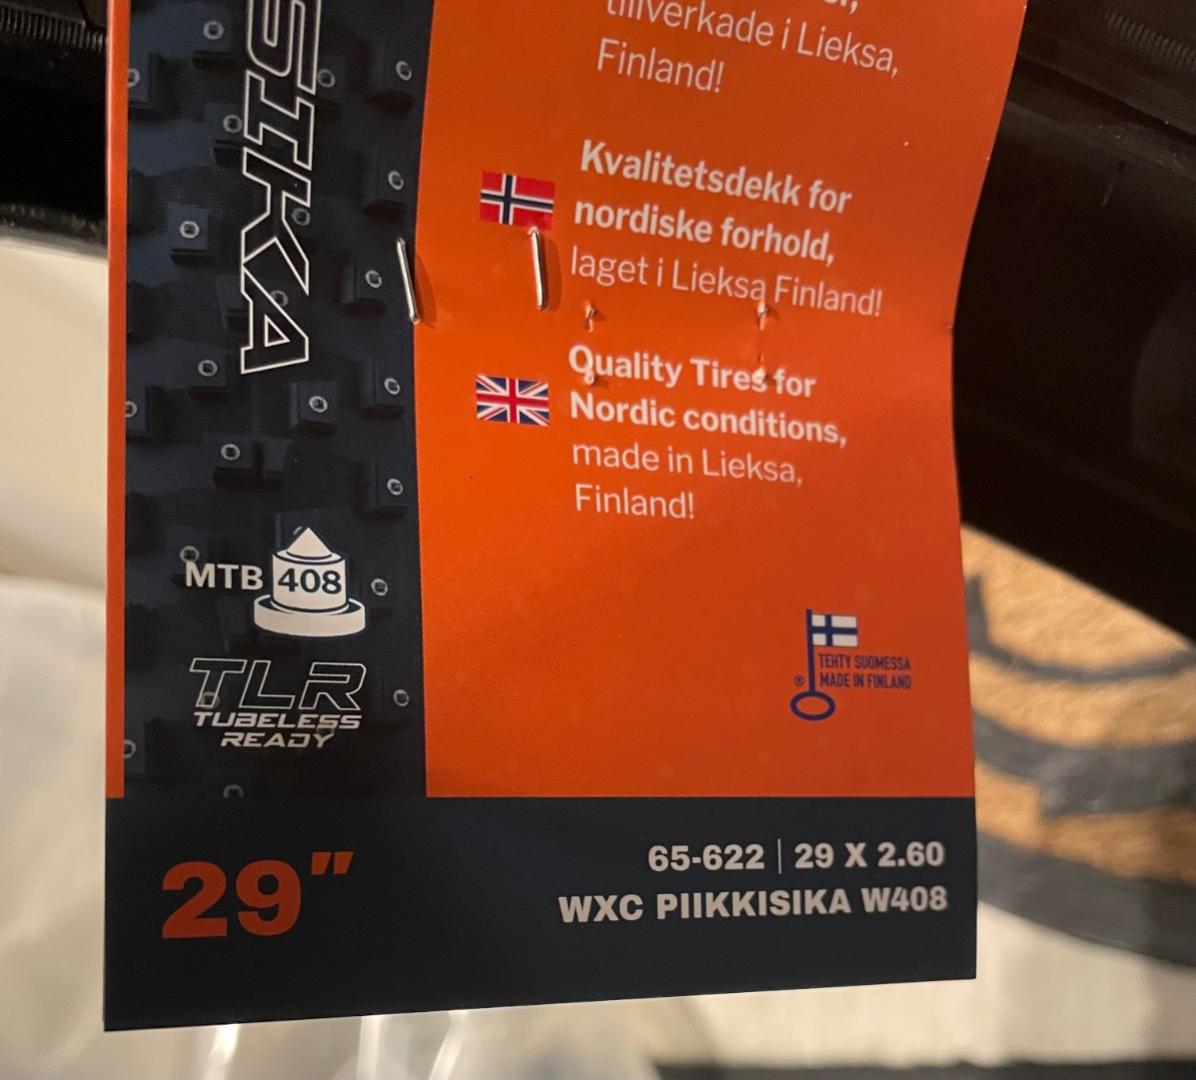 SIKA
tillverkade i Lieksa,
Finland!
Kvalitetsdekk for
nordiske forhold,
laget i Lieksa Finland!
Quality Tires for
Nordic conditions,
made in Lieksa,
Finland!
MTB 408
TLR
TUBELESS
READY
TEHTY SUOMESSA
® MADE IN FINLAND
29"
65-622 | 29 X 2.60
WXC PIIKKISIKA W408